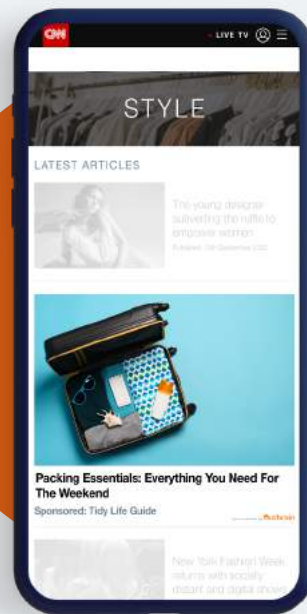 CNN
LIVE TV
STYLE
LATEST ARTICLES
The young designer
subverting the ruffle to
empower women
Packing Essentials: Everything You Need For
The Weekend
Sponsored: Tidy Life Guide
New York Fashion Week
returns with socially
distant and digital shows